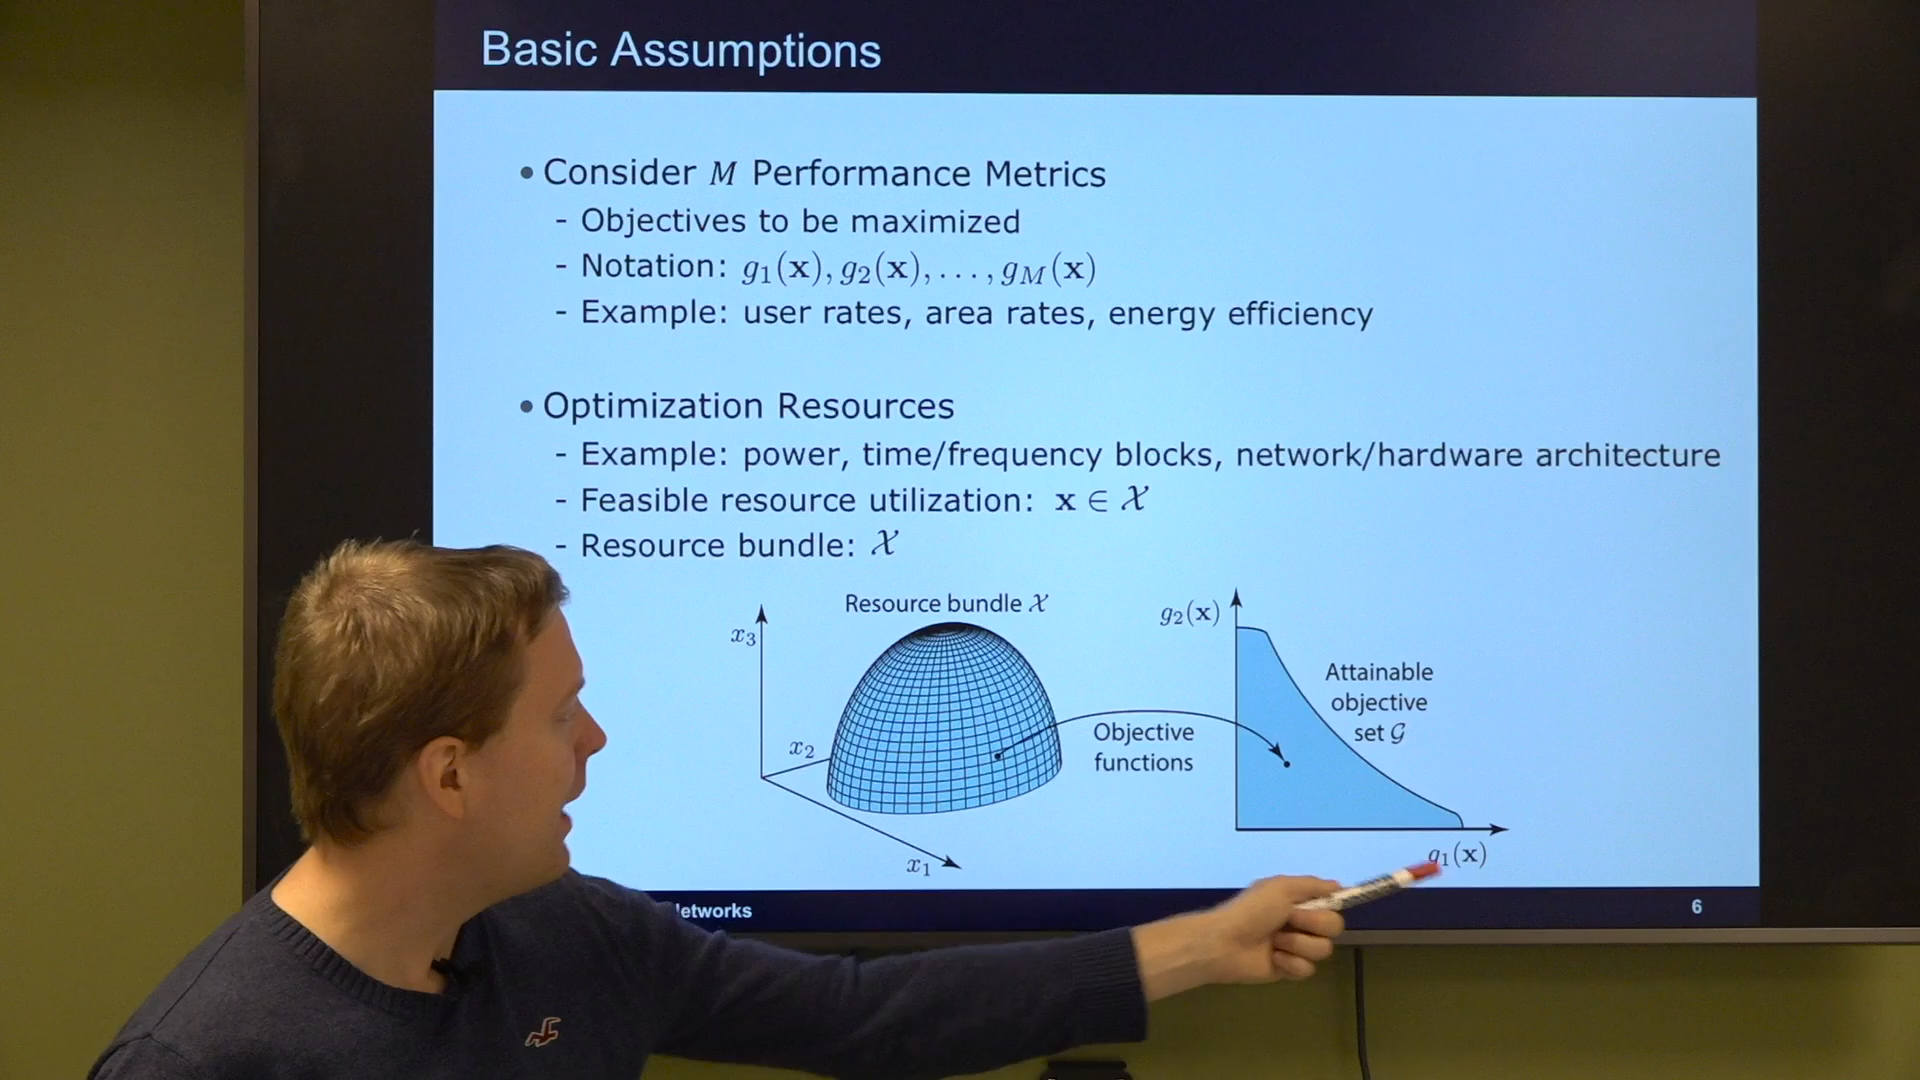 Basic Assumptions
• Consider M Performance Metrics
- Objectives to be maximized
- Notation: g₁(x), g₂(x), . . . , g_M(x)
- Example: user rates, area rates, energy efficiency
• Optimization Resources
- Example: power, time/frequency blocks, network/hardware architecture
- Feasible resource utilization: x ∈ 𝒳
- Resource bundle: 𝒳
Resource bundle 𝒳
x₃
x₂
x₁
Objective
functions
g₂(x)
Attainable
objective
set 𝒢
g₁(x)
6